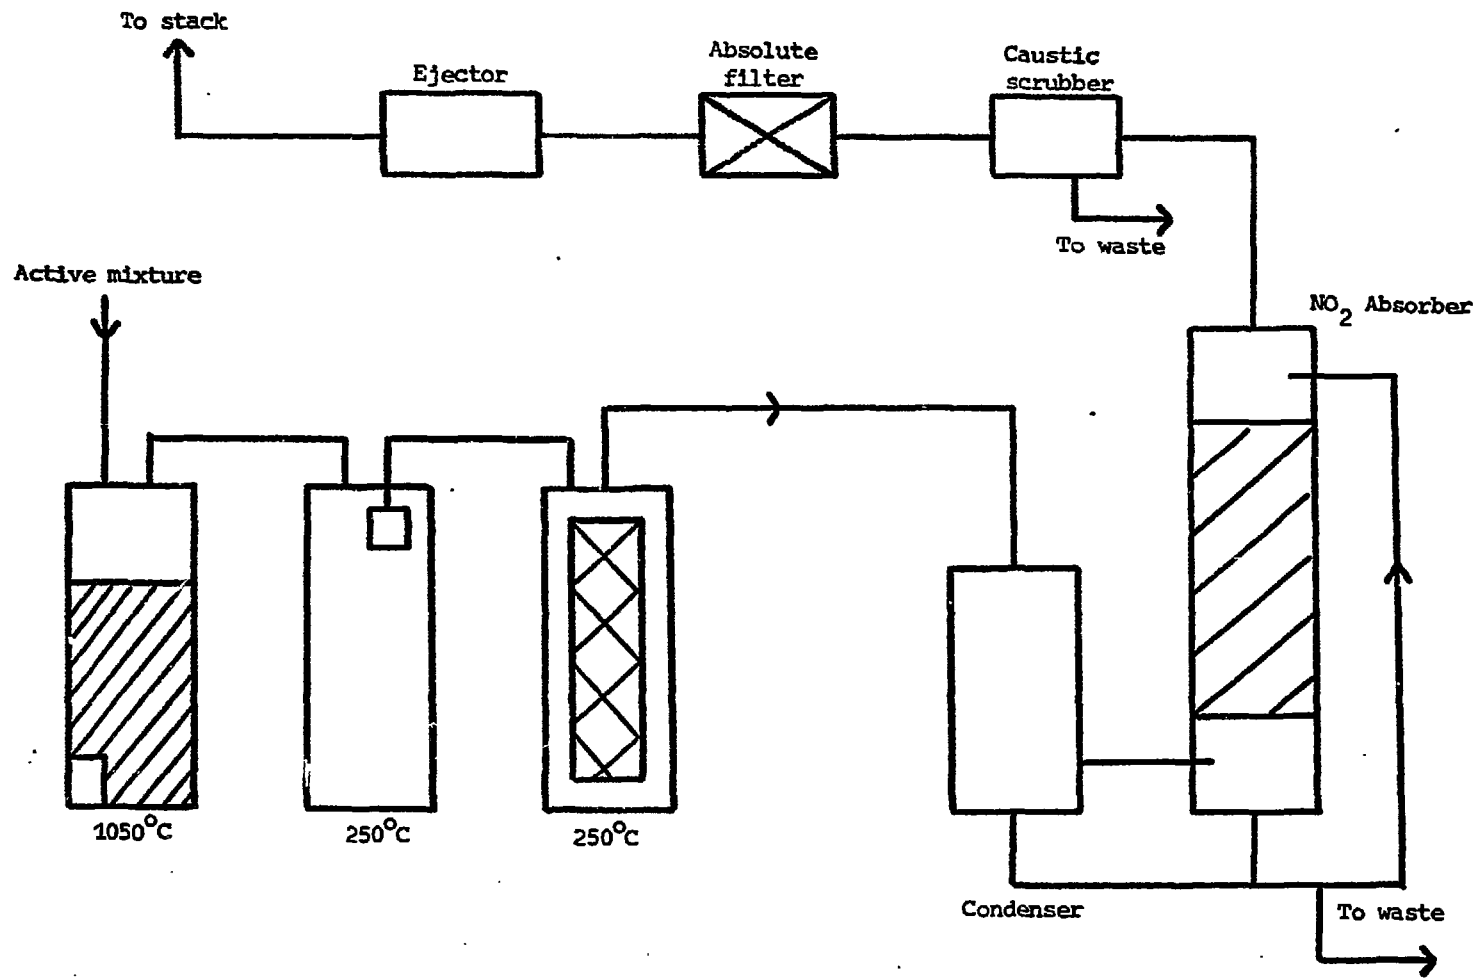 To stack
Ejector
Absolute
filter
Caustic
scrubber
To waste
Active mixture
NO₂ Absorber
1050°C
250°C
250°C
Condenser
To waste